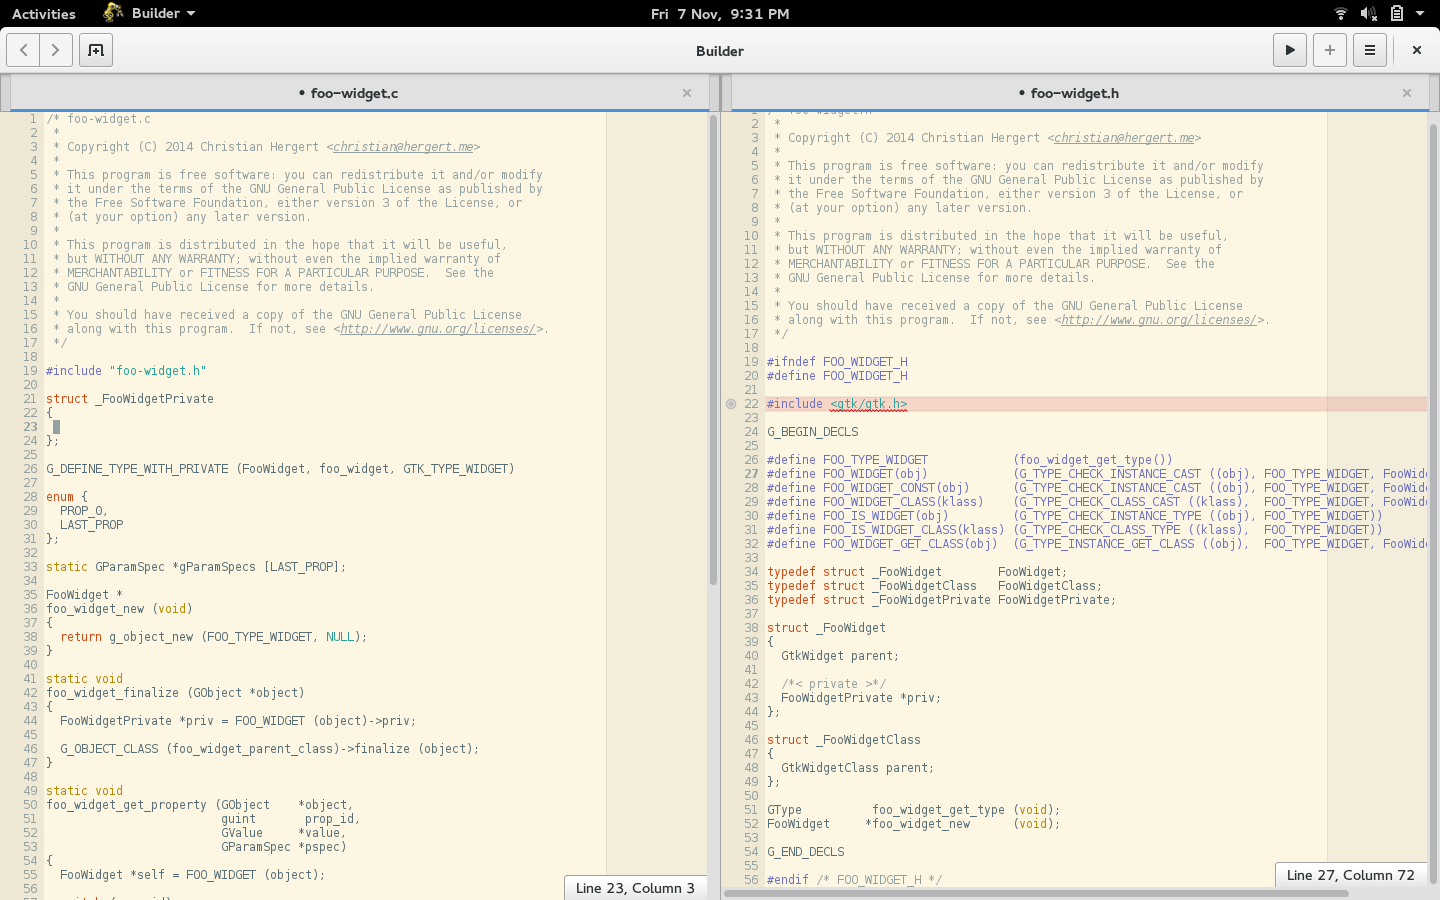 Activities
Builder
Fri 7 Nov, 9:31 PM
Builder
• foo-widget.c
1 /* foo-widget.c
2  *
3  * Copyright (C) 2014 Christian Hergert <christian@hergert.me>
4  *
5  * This program is free software: you can redistribute it and/or modify
6  * it under the terms of the GNU General Public License as published by
7  * the Free Software Foundation, either version 3 of the License, or
8  * (at your option) any later version.
9  *
10  * This program is distributed in the hope that it will be useful,
11  * but WITHOUT ANY WARRANTY; without even the implied warranty of
12  * MERCHANTABILITY or FITNESS FOR A PARTICULAR PURPOSE.  See the
13  * GNU General Public License for more details.
14  *
15  * You should have received a copy of the GNU General Public License
16  * along with this program.  If not, see <http://www.gnu.org/licenses/>.
17  */
18
19 #include "foo-widget.h"
20
21 struct _FooWidgetPrivate
22 {
23
24 };
25
26 G_DEFINE_TYPE_WITH_PRIVATE (FooWidget, foo_widget, GTK_TYPE_WIDGET)
27
28 enum {
29   PROP_0,
30   LAST_PROP
31 };
32
33 static GParamSpec *gParamSpecs [LAST_PROP];
34
35 FooWidget *
36 foo_widget_new (void)
37 {
38   return g_object_new (FOO_TYPE_WIDGET, NULL);
39 }
40
41 static void
42 foo_widget_finalize (GObject *object)
43 {
44   FooWidgetPrivate *priv = FOO_WIDGET (object)->priv;
45
46   G_OBJECT_CLASS (foo_widget_parent_class)->finalize (object);
47 }
48
49 static void
50 foo_widget_get_property (GObject    *object,
51                          guint       prop_id,
52                          GValue     *value,
53                          GParamSpec *pspec)
54 {
55   FooWidget *self = FOO_WIDGET (object);
56
Line 23, Column 3
• foo-widget.h
2  *
3  * Copyright (C) 2014 Christian Hergert <christian@hergert.me>
4  *
5  * This program is free software: you can redistribute it and/or modify
6  * it under the terms of the GNU General Public License as published by
7  * the Free Software Foundation, either version 3 of the License, or
8  * (at your option) any later version.
9  *
10  * This program is distributed in the hope that it will be useful,
11  * but WITHOUT ANY WARRANTY; without even the implied warranty of
12  * MERCHANTABILITY or FITNESS FOR A PARTICULAR PURPOSE.  See the
13  * GNU General Public License for more details.
14  *
15  * You should have received a copy of the GNU General Public License
16  * along with this program.  If not, see <http://www.gnu.org/licenses/>.
17  */
18
19 #ifndef FOO_WIDGET_H
20 #define FOO_WIDGET_H
21
22 #include <gtk/gtk.h>
23
24 G_BEGIN_DECLS
25
26 #define FOO_TYPE_WIDGET            (foo_widget_get_type())
27 #define FOO_WIDGET(obj)            (G_TYPE_CHECK_INSTANCE_CAST ((obj), FOO_TYPE_WIDGET, FooWid
28 #define FOO_WIDGET_CONST(obj)      (G_TYPE_CHECK_INSTANCE_CAST ((obj), FOO_TYPE_WIDGET, FooWid
29 #define FOO_WIDGET_CLASS(klass)    (G_TYPE_CHECK_CLASS_CAST ((klass),  FOO_TYPE_WIDGET, FooWid
30 #define FOO_IS_WIDGET(obj)         (G_TYPE_CHECK_INSTANCE_TYPE ((obj), FOO_TYPE_WIDGET))
31 #define FOO_IS_WIDGET_CLASS(klass) (G_TYPE_CHECK_CLASS_TYPE ((klass),  FOO_TYPE_WIDGET))
32 #define FOO_WIDGET_GET_CLASS(obj)  (G_TYPE_INSTANCE_GET_CLASS ((obj),  FOO_TYPE_WIDGET, FooWid
33
34 typedef struct _FooWidget        FooWidget;
35 typedef struct _FooWidgetClass   FooWidgetClass;
36 typedef struct _FooWidgetPrivate FooWidgetPrivate;
37
38 struct _FooWidget
39 {
40   GtkWidget parent;
41
42   /*< private >*/
43   FooWidgetPrivate *priv;
44 };
45
46 struct _FooWidgetClass
47 {
48   GtkWidgetClass parent;
49 };
50
51 GType          foo_widget_get_type (void);
52 FooWidget     *foo_widget_new      (void);
53
54 G_END_DECLS
55
56 #endif /* FOO_WIDGET_H */
Line 27, Column 72